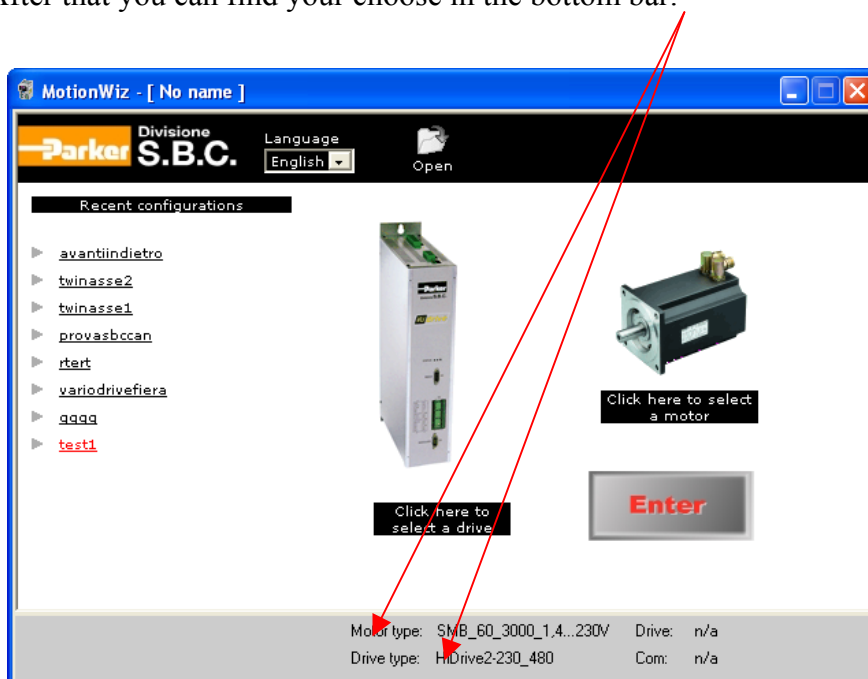 After that you can find your choose in the bottom bar.
MotionWiz - [ No name ]
Parker Divisione S.B.C.
Language
English
Open
Recent configurations
avantiindietro
twinasse2
twinasse1
provasbccan
rtert
variodrivefiera
qqqq
test1
Parker
S.B.C.
Click here to select
a motor
Click here to
select a drive
Enter
Motor type: SMB_60_3000_1,4...230V Drive: n/a
Drive type: HiDrive2-230_480 Com: n/a